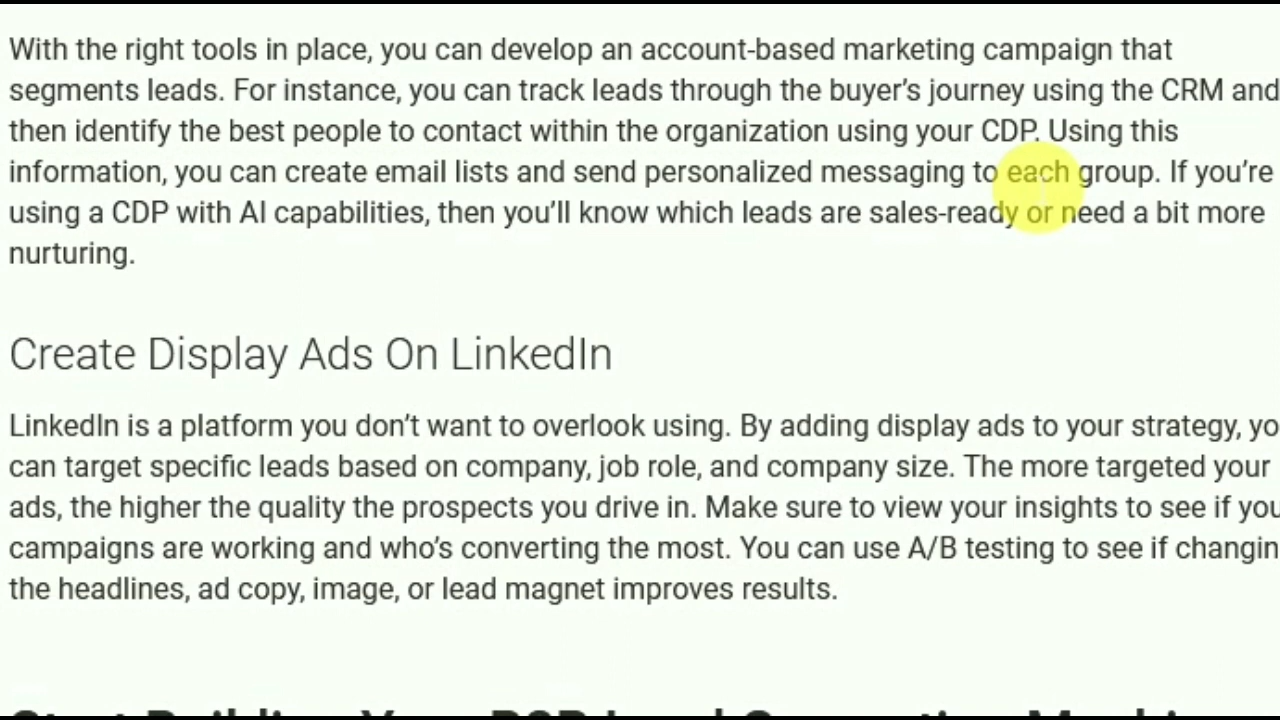 With the right tools in place, you can develop an account-based marketing campaign that
segments leads. For instance, you can track leads through the buyer’s journey using the CRM and
then identify the best people to contact within the organization using your CDP. Using this
information, you can create email lists and send personalized messaging to each group. If you’re
using a CDP with AI capabilities, then you’ll know which leads are sales-ready or need a bit more
nurturing.
Create Display Ads On LinkedIn
LinkedIn is a platform you don’t want to overlook using. By adding display ads to your strategy, yo
can target specific leads based on company, job role, and company size. The more targeted your
ads, the higher the quality the prospects you drive in. Make sure to view your insights to see if you
campaigns are working and who’s converting the most. You can use A/B testing to see if changin
the headlines, ad copy, image, or lead magnet improves results.